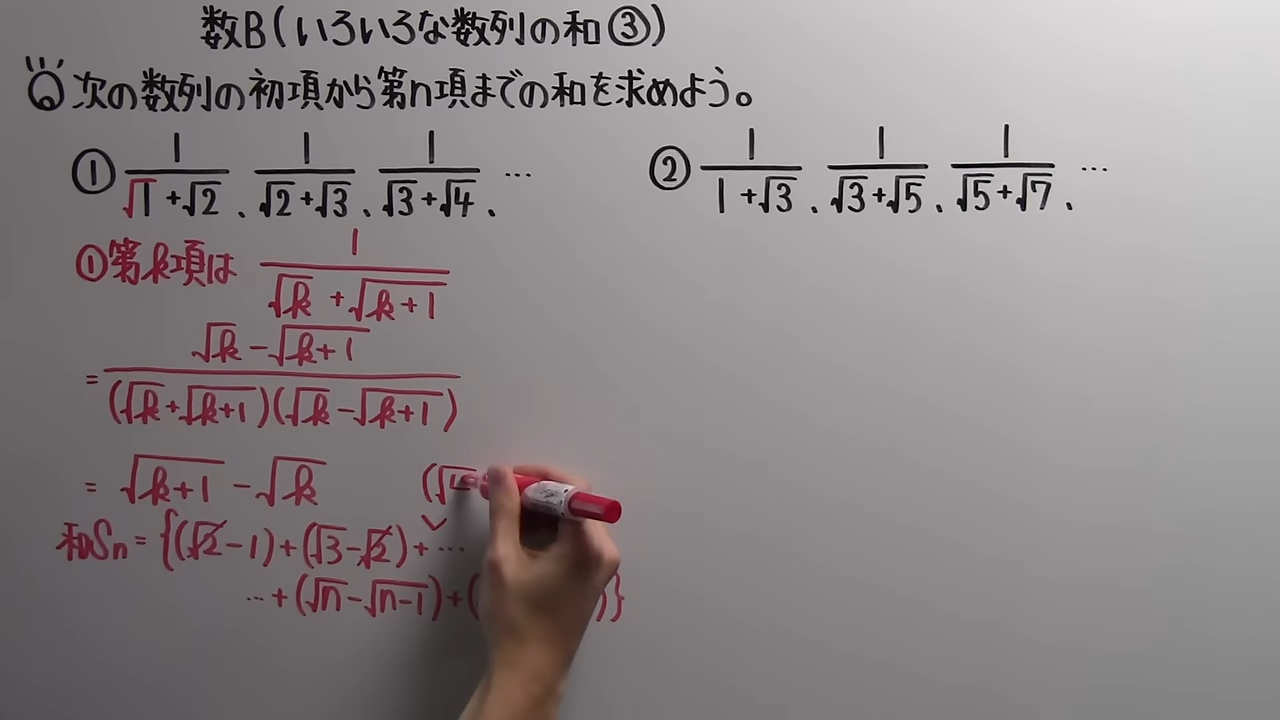 数B(いろいろな数列の和③)
次の数列の初項から第n項までの和を求めよう。
① 1/(√1+√2)、1/(√2+√3)、1/(√3+√4)、…
② 1/(1+√3)、1/(√3+√5)、1/(√5+√7)、…
①第k項は 1/(√k+√(k+1))
= (√k-√(k+1))/((√k+√(k+1))(√k-√(k+1)))
= √(k+1)-√k
(√
和Sn={(√2-1)+(√3-√2)+…
…+(√n-√(n-1))+( )}